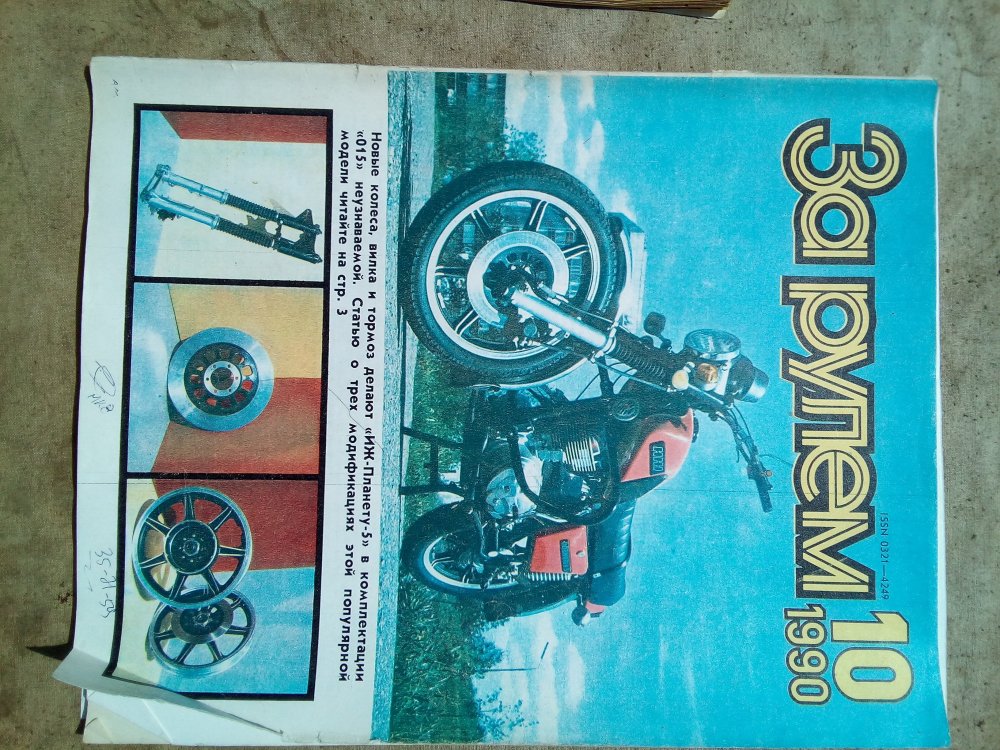 За рулем
ISSN 0321—4249
10
1990
Новые колеса, вилка и тормоз делают «ИЖ-Планету-5» в комплектации
«015» неузнаваемой. Статью о трех модификациях этой популярной
модели читайте на стр. 3